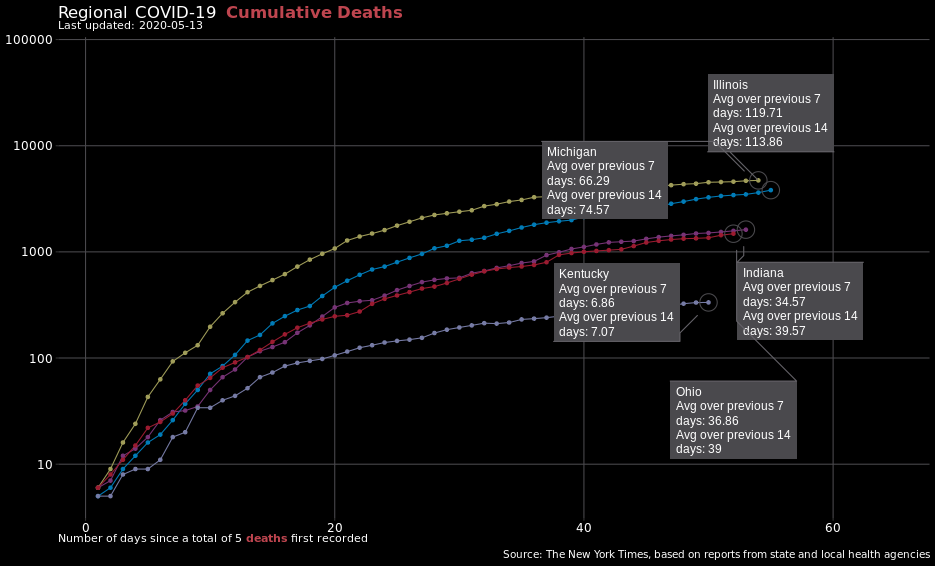 Regional COVID-19 Cumulative Deaths
Last updated: 2020-05-13
100000
10000
1000
100
10
Illinois
Avg over previous 7
days: 119.71
Avg over previous 14
days: 113.86
Michigan
Avg over previous 7
days: 66.29
Avg over previous 14
days: 74.57
Kentucky
Avg over previous 7
days: 6.86
Avg over previous 14
days: 7.07
Indiana
Avg over previous 7
days: 34.57
Avg over previous 14
days: 39.57
Ohio
Avg over previous 7
days: 36.86
Avg over previous 14
days: 39
0 20 40 60
Number of days since a total of 5 deaths first recorded
Source: The New York Times, based on reports from state and local health agencies